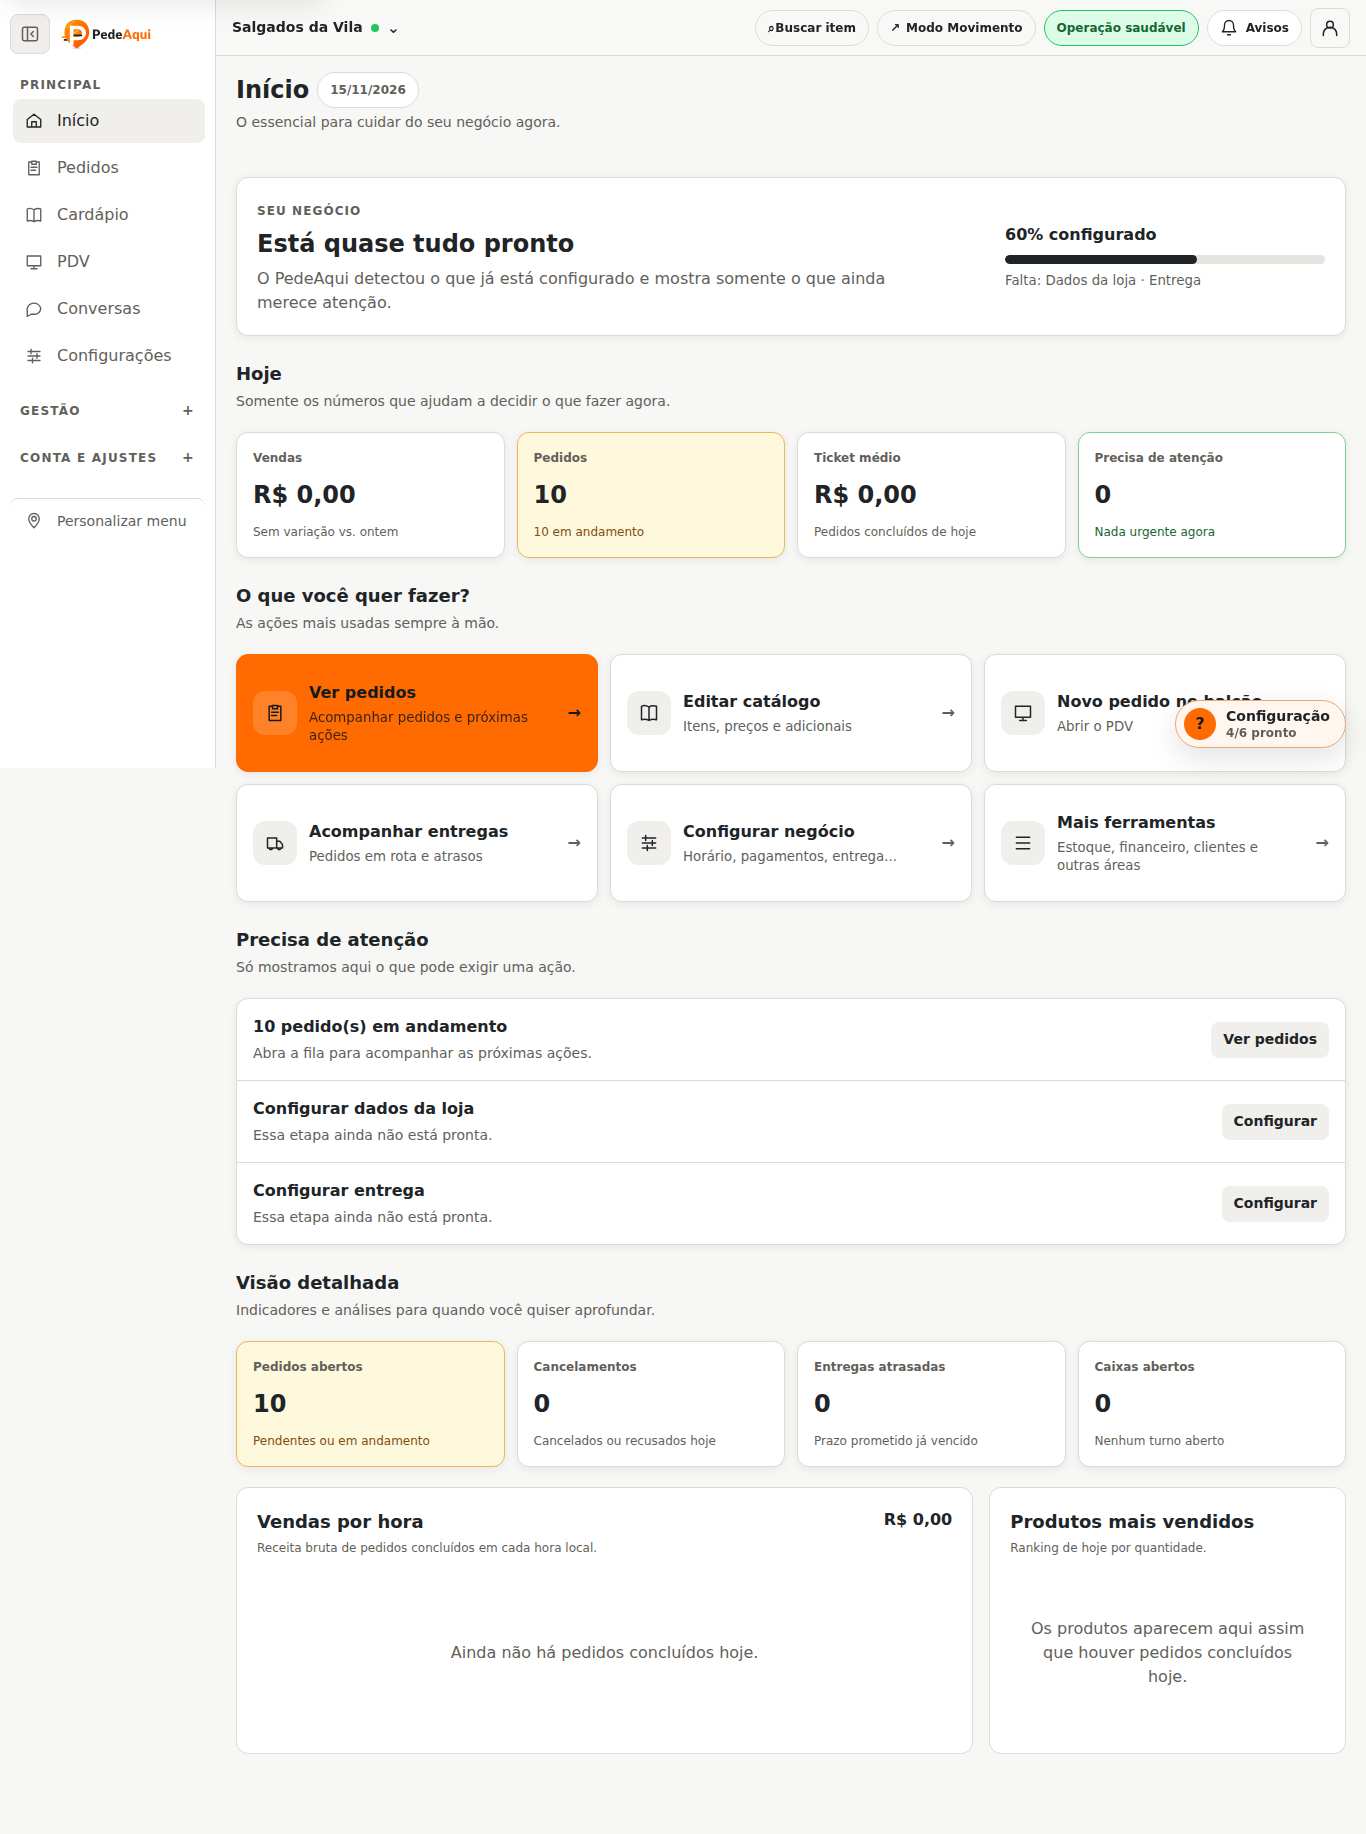 PedeAqui
PRINCIPAL
Início
Pedidos
Cardápio
PDV
Conversas
Configurações
GESTÃO +
CONTA E AJUSTES +
Personalizar menu
Salgados da Vila
Buscar item
↗ Modo Movimento
Operação saudável
Avisos
Início
15/11/2026
O essencial para cuidar do seu negócio agora.
SEU NEGÓCIO
Está quase tudo pronto
O PedeAqui detectou o que já está configurado e mostra somente o que ainda
merece atenção.
60% configurado
Falta: Dados da loja · Entrega
Hoje
Somente os números que ajudam a decidir o que fazer agora.
Vendas
R$ 0,00
Sem variação vs. ontem
Pedidos
10
10 em andamento
Ticket médio
R$ 0,00
Pedidos concluídos de hoje
Precisa de atenção
0
Nada urgente agora
O que você quer fazer?
As ações mais usadas sempre à mão.
Ver pedidos
Acompanhar pedidos e próximas
ações
→
Editar catálogo
Itens, preços e adicionais
→
Novo pedido no balcão
Abrir o PDV
?
Configuração
4/6 pronto
Acompanhar entregas
Pedidos em rota e atrasos
→
Configurar negócio
Horário, pagamentos, entrega...
→
Mais ferramentas
Estoque, financeiro, clientes e
outras áreas
→
Precisa de atenção
Só mostramos aqui o que pode exigir uma ação.
10 pedido(s) em andamento
Abra a fila para acompanhar as próximas ações.
Ver pedidos
Configurar dados da loja
Essa etapa ainda não está pronta.
Configurar
Configurar entrega
Essa etapa ainda não está pronta.
Configurar
Visão detalhada
Indicadores e análises para quando você quiser aprofundar.
Pedidos abertos
10
Pendentes ou em andamento
Cancelamentos
0
Cancelados ou recusados hoje
Entregas atrasadas
0
Prazo prometido já vencido
Caixas abertos
0
Nenhum turno aberto
Vendas por hora
R$ 0,00
Receita bruta de pedidos concluídos em cada hora local.
Ainda não há pedidos concluídos hoje.
Produtos mais vendidos
Ranking de hoje por quantidade.
Os produtos aparecem aqui assim
que houver pedidos concluídos
hoje.